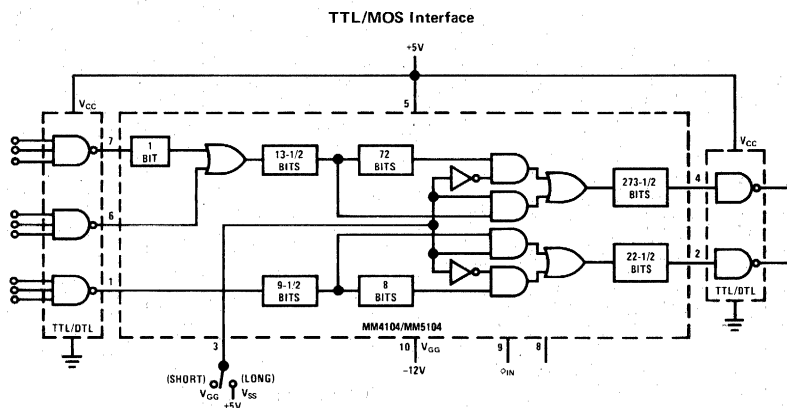 TTL/MOS Interface
+5V
VCC
5
VCC
7
1
BIT
13-1/2
BITS
72
BITS
273-1/2
BITS
4
6
1
9-1/2
BITS
8
BITS
22-1/2
BITS
2
TTL/DTL
TTL/DTL
MM4104/MM5104
3
10 VGG
9
8
-12V
ΦIN
(SHORT)
(LONG)
VGG
VSS
+5V